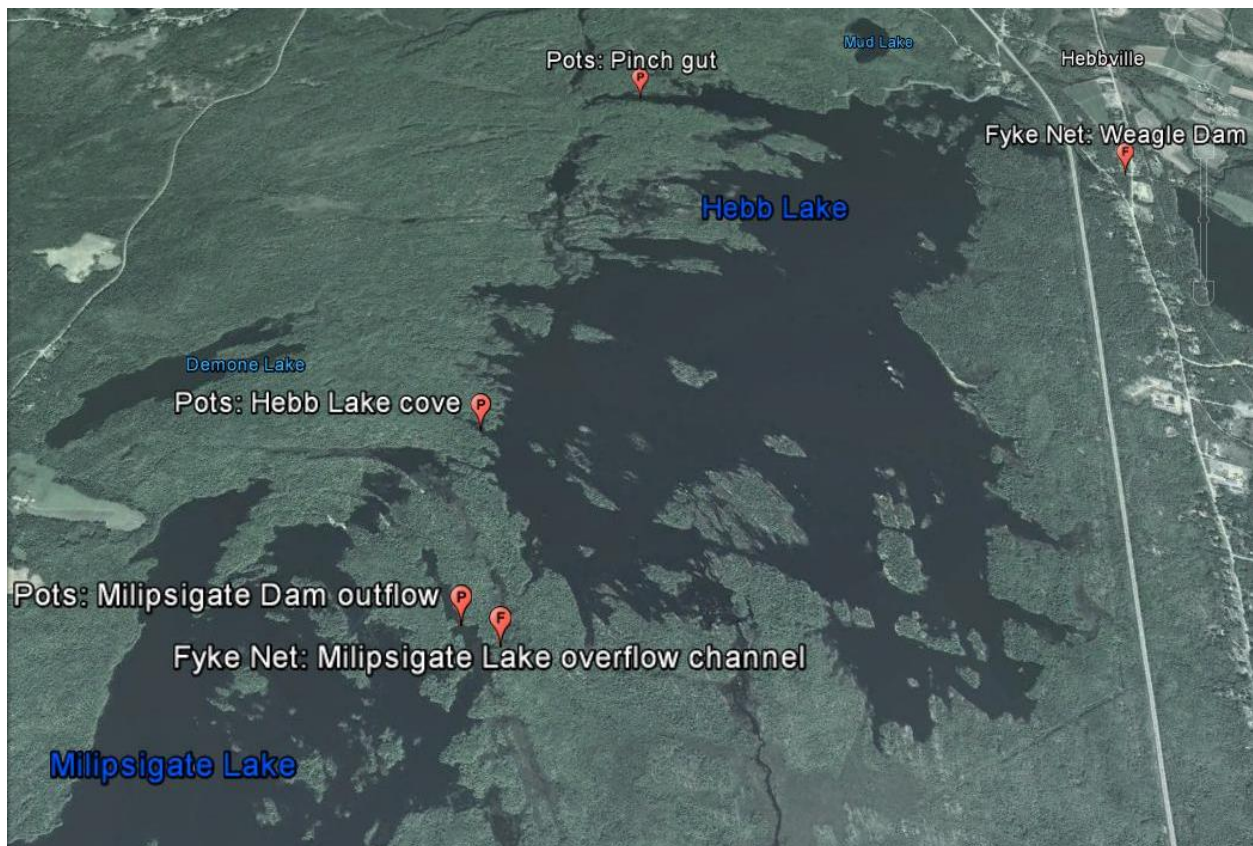 Mud Lake
Pots: Pinch gut
Hebbville
P
Fyke Net: Weagle Dam
F
Hebb Lake
Demone Lake
Pots: Hebb Lake cove
P
Pots: Milipsigate Dam outflow
P
F
Fyke Net: Milipsigate Lake overflow channel
Milipsigate Lake